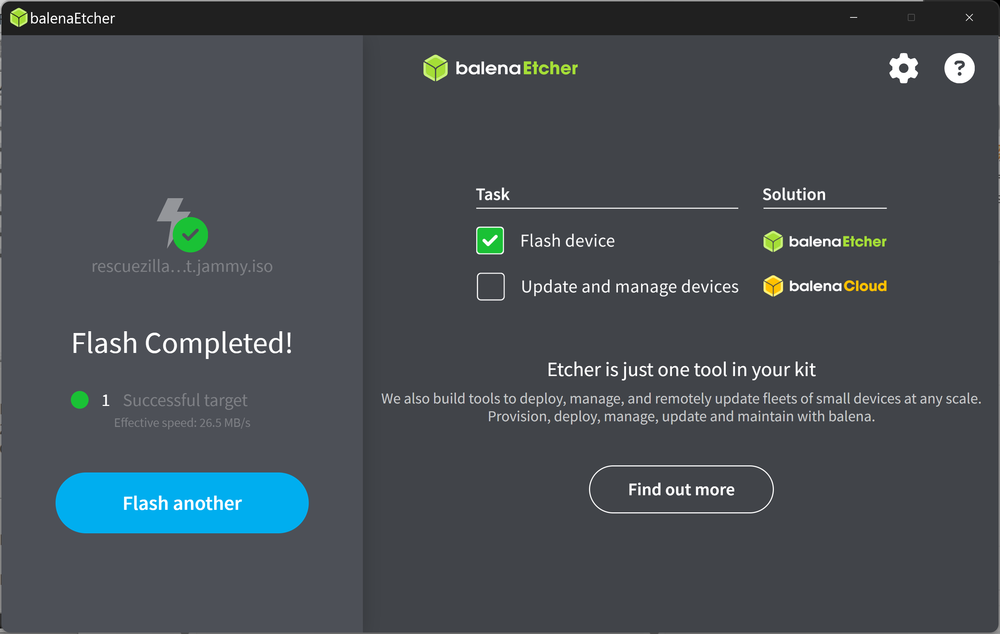 balenaEtcher
balenaEtcher
rescuezilla...t.jammy.iso
Flash Completed!
1 Successful target
Effective speed: 26.5 MB/s
Flash another
Task Solution
Flash device balenaEtcher
Update and manage devices balenaCloud
Etcher is just one tool in your kit
We also build tools to deploy, manage, and remotely update fleets of small devices at any scale.
Provision, deploy, manage, update and maintain with balena.
Find out more